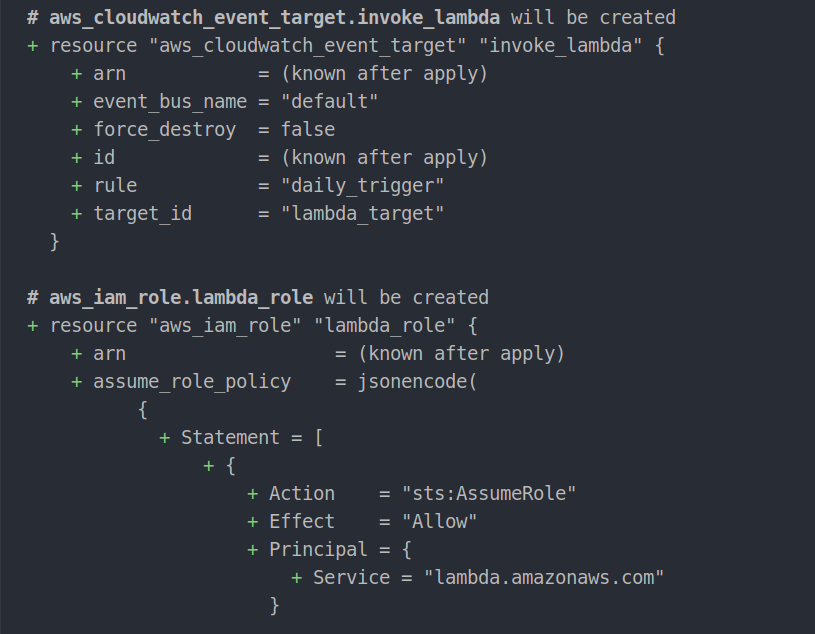 # aws_cloudwatch_event_target.invoke_lambda will be created
+ resource "aws_cloudwatch_event_target" "invoke_lambda" {
    + arn            = (known after apply)
    + event_bus_name = "default"
    + force_destroy  = false
    + id             = (known after apply)
    + rule           = "daily_trigger"
    + target_id      = "lambda_target"
  }

# aws_iam_role.lambda_role will be created
+ resource "aws_iam_role" "lambda_role" {
    + arn                   = (known after apply)
    + assume_role_policy    = jsonencode(
          {
            + Statement = [
                + {
                    + Action    = "sts:AssumeRole"
                    + Effect    = "Allow"
                    + Principal = {
                        + Service = "lambda.amazonaws.com"
                      }